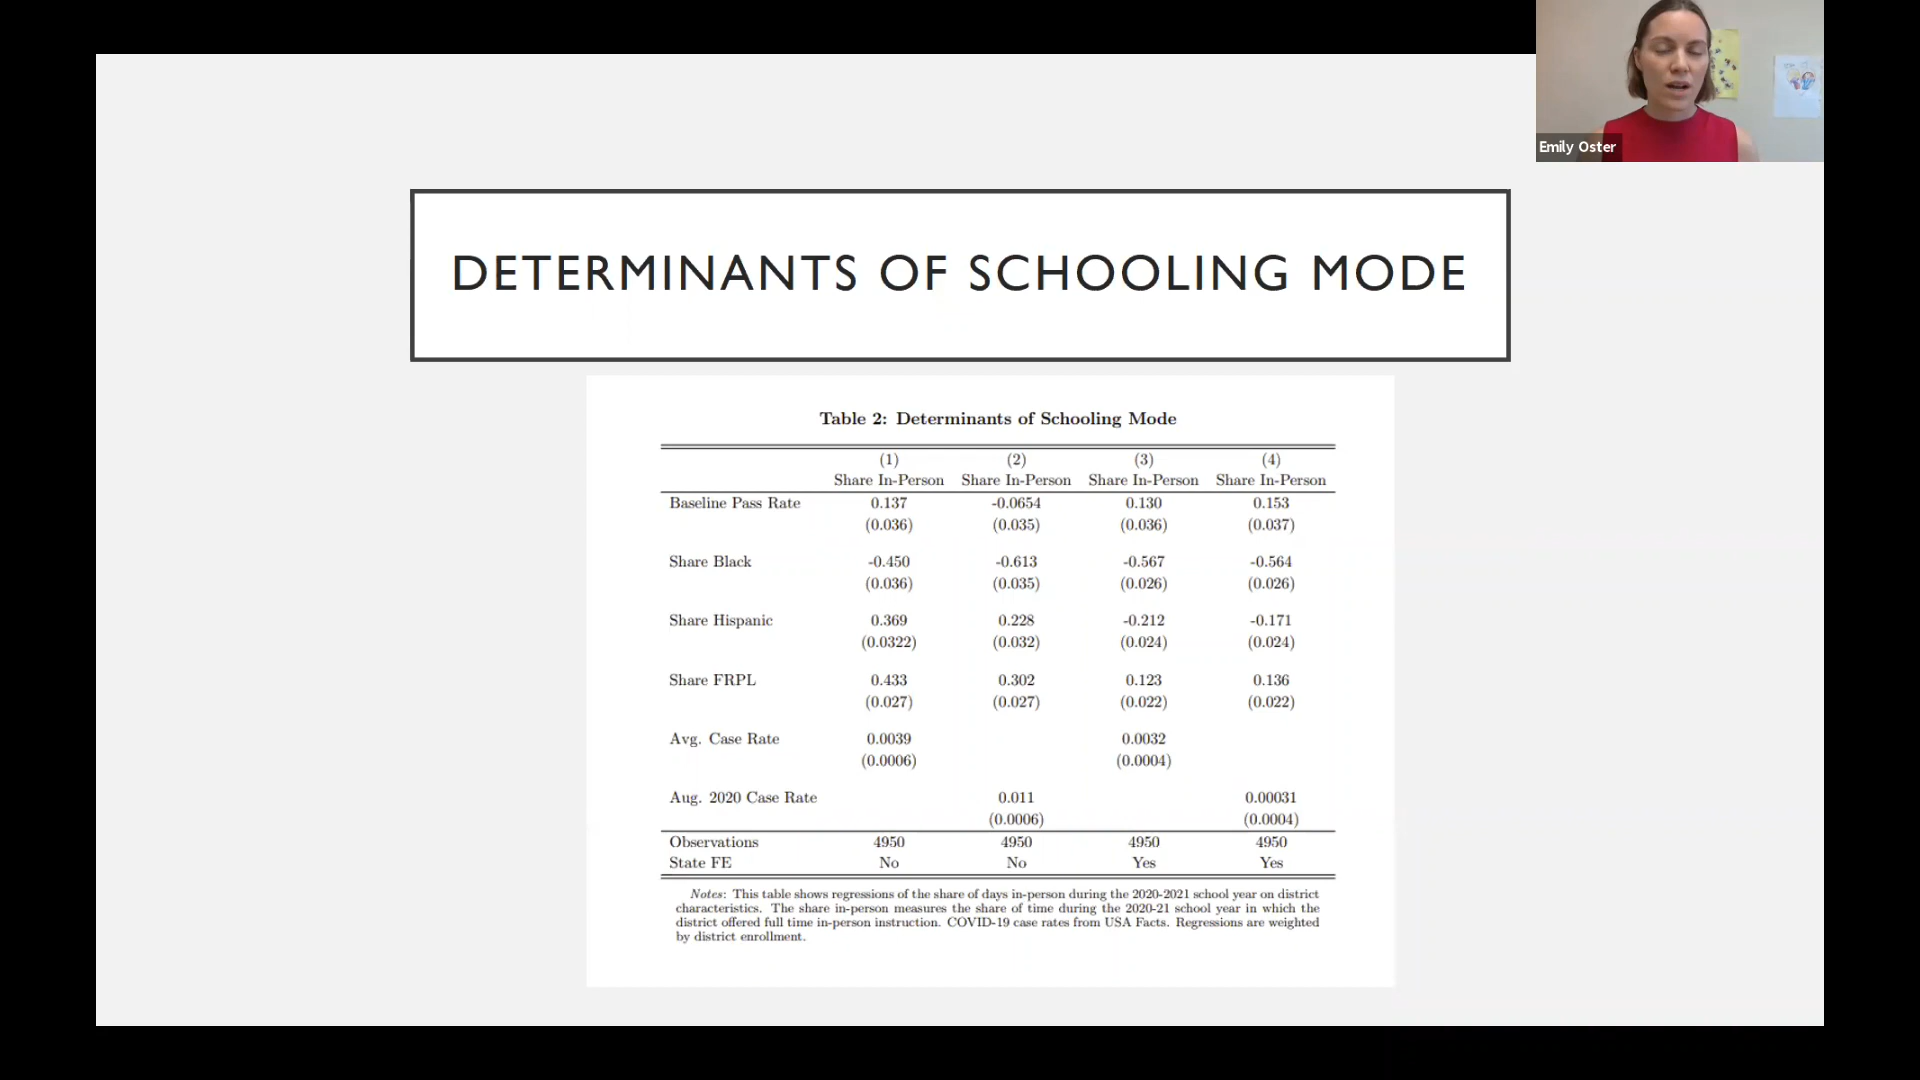 Emily Oster
DETERMINANTS OF SCHOOLING MODE
Table 2: Determinants of Schooling Mode
(1) (2) (3) (4)
Share In-Person Share In-Person Share In-Person Share In-Person
Baseline Pass Rate 0.137 -0.0654 0.130 0.153
(0.036) (0.035) (0.036) (0.037)
Share Black -0.450 -0.613 -0.567 -0.564
(0.036) (0.035) (0.026) (0.026)
Share Hispanic 0.369 0.228 -0.212 -0.171
(0.0322) (0.032) (0.024) (0.024)
Share FRPL 0.433 0.302 0.123 0.136
(0.027) (0.027) (0.022) (0.022)
Avg. Case Rate 0.0039 0.0032
(0.0006) (0.0004)
Aug. 2020 Case Rate 0.011 0.00031
(0.0006) (0.0004)
Observations 4950 4950 4950 4950
State FE No No Yes Yes
Notes: This table shows regressions of the share of days in-person during the 2020-2021 school year on district
characteristics. The share in-person measures the share of time during the 2020-21 school year in which the
district offered full time in-person instruction. COVID-19 case rates from USA Facts. Regressions are weighted
by district enrollment.